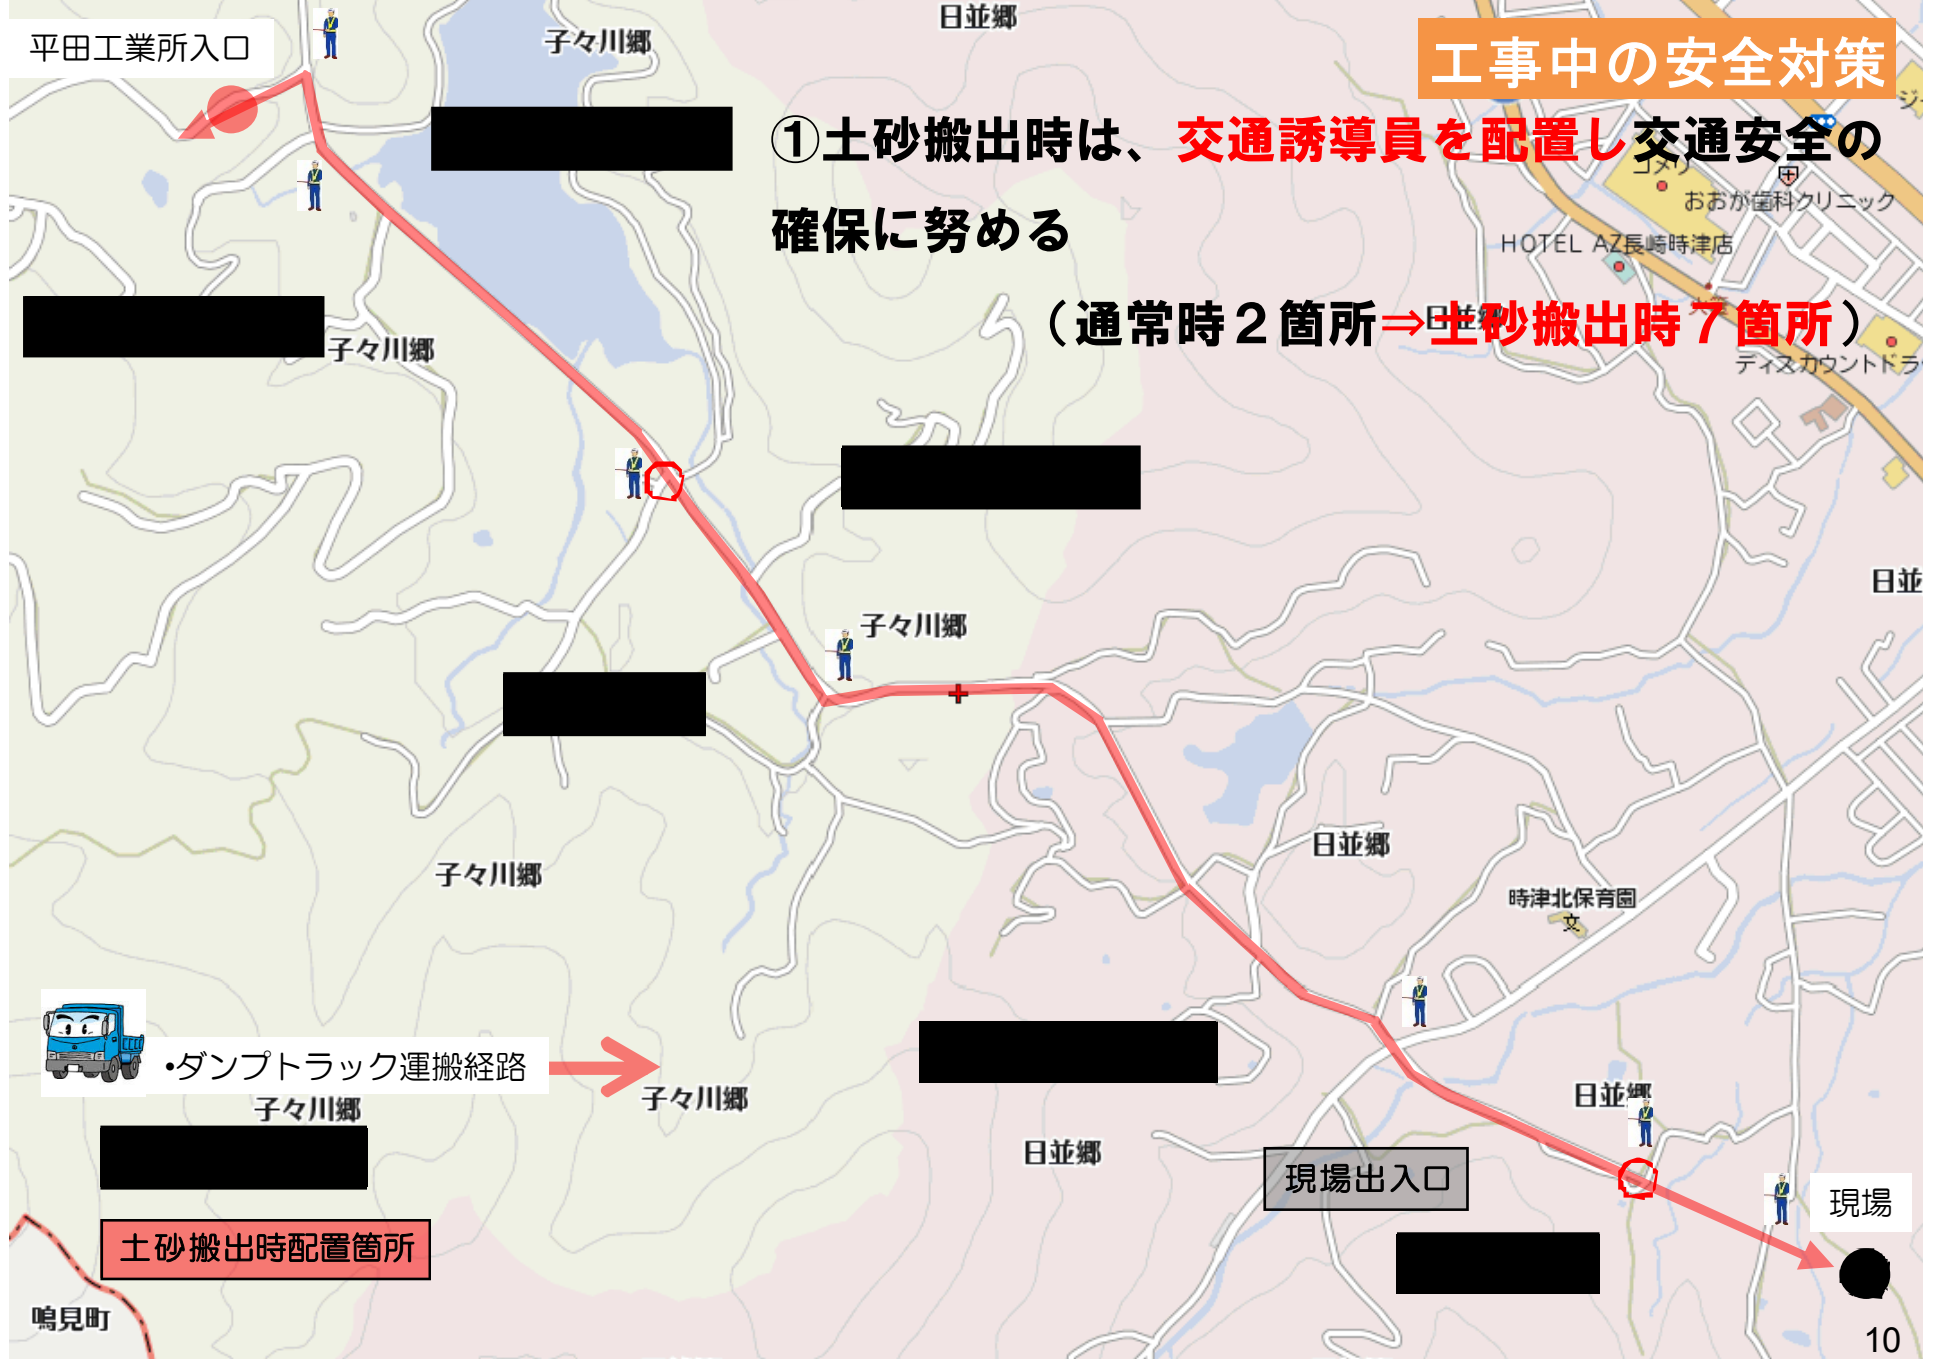 日並郷
平田工業所入口
子々川郷
工事中の安全対策
①土砂搬出時は、交通誘導員を配置し交通安全の
確保に努める
コメリ
おおが歯科クリニック
HOTEL AZ長崎時津店
（通常時２箇所⇒土砂搬出時７箇所）
日並郷
子々川郷
ディスカウントドラ
日並
子々川郷
日並郷
子々川郷
時津北保育園
文
•ダンプトラック運搬経路
子々川郷
子々川郷
日並郷
日並郷
現場出入口
現場
土砂搬出時配置箇所
鳴見町
10